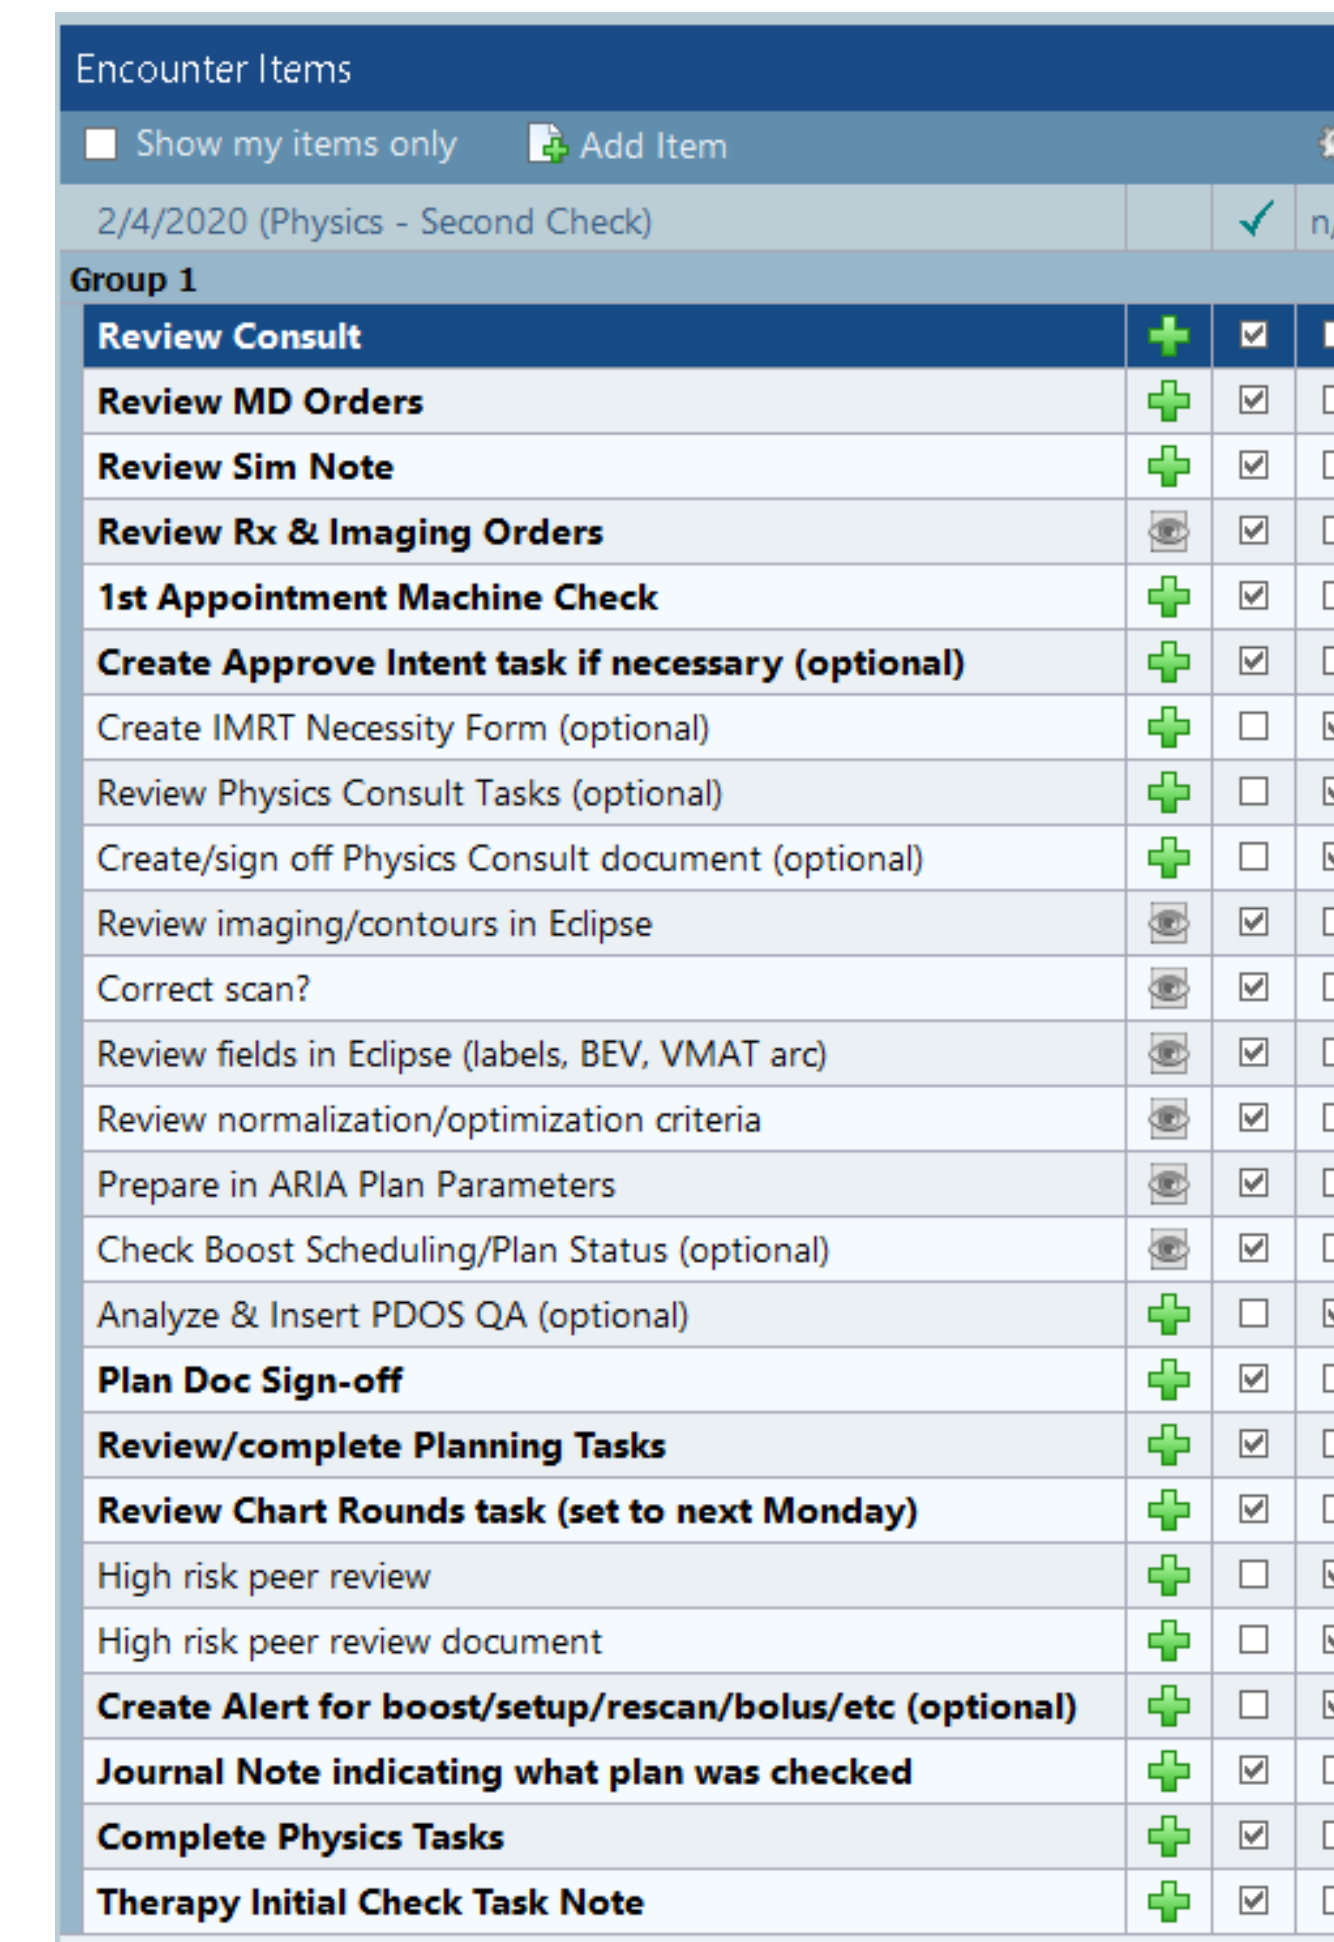 Encounter Items
Show my items only Add Item
2/4/2020 (Physics - Second Check)
Group 1
Review Consult
Review MD Orders
Review Sim Note
Review Rx & Imaging Orders
1st Appointment Machine Check
Create Approve Intent task if necessary (optional)
Create IMRT Necessity Form (optional)
Review Physics Consult Tasks (optional)
Create/sign off Physics Consult document (optional)
Review imaging/contours in Eclipse
Correct scan?
Review fields in Eclipse (labels, BEV, VMAT arc)
Review normalization/optimization criteria
Prepare in ARIA Plan Parameters
Check Boost Scheduling/Plan Status (optional)
Analyze & Insert PDOS QA (optional)
Plan Doc Sign-off
Review/complete Planning Tasks
Review Chart Rounds task (set to next Monday)
High risk peer review
High risk peer review document
Create Alert for boost/setup/rescan/bolus/etc (optional)
Journal Note indicating what plan was checked
Complete Physics Tasks
Therapy Initial Check Task Note